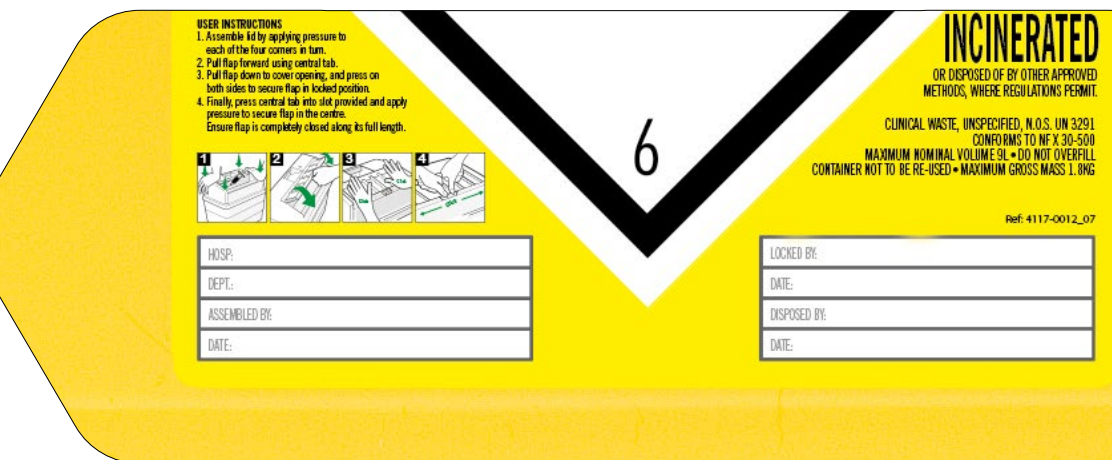 USER INSTRUCTIONS
1. Assemble lid by applying pressure to
each of the four corners in turn.
2. Pull flap forward using central tab.
3. Pull flap down to cover opening, and press on
both sides to secure flap in locked position.
4. Finally, press central tab into slot provided and apply
pressure to secure flap in the centre.
Ensure flap is completely closed along its full length.
1 2 3 4
Click
Click
Click
HOSP:
DEPT.:
ASSEMBLED BY:
DATE:
6
INCINERATED
OR DISPOSED OF BY OTHER APPROVED
METHODS, WHERE REGULATIONS PERMIT.
CLINICAL WASTE, UNSPECIFIED, N.O.S. UN 3291
CONFORMS TO NF X 30-500
MAXIMUM NOMINAL VOLUME 9L • DO NOT OVERFILL
CONTAINER NOT TO BE RE-USED • MAXIMUM GROSS MASS 1.8KG
Ref: 4117-0012_07
LOCKED BY:
DATE:
DISPOSED BY:
DATE: